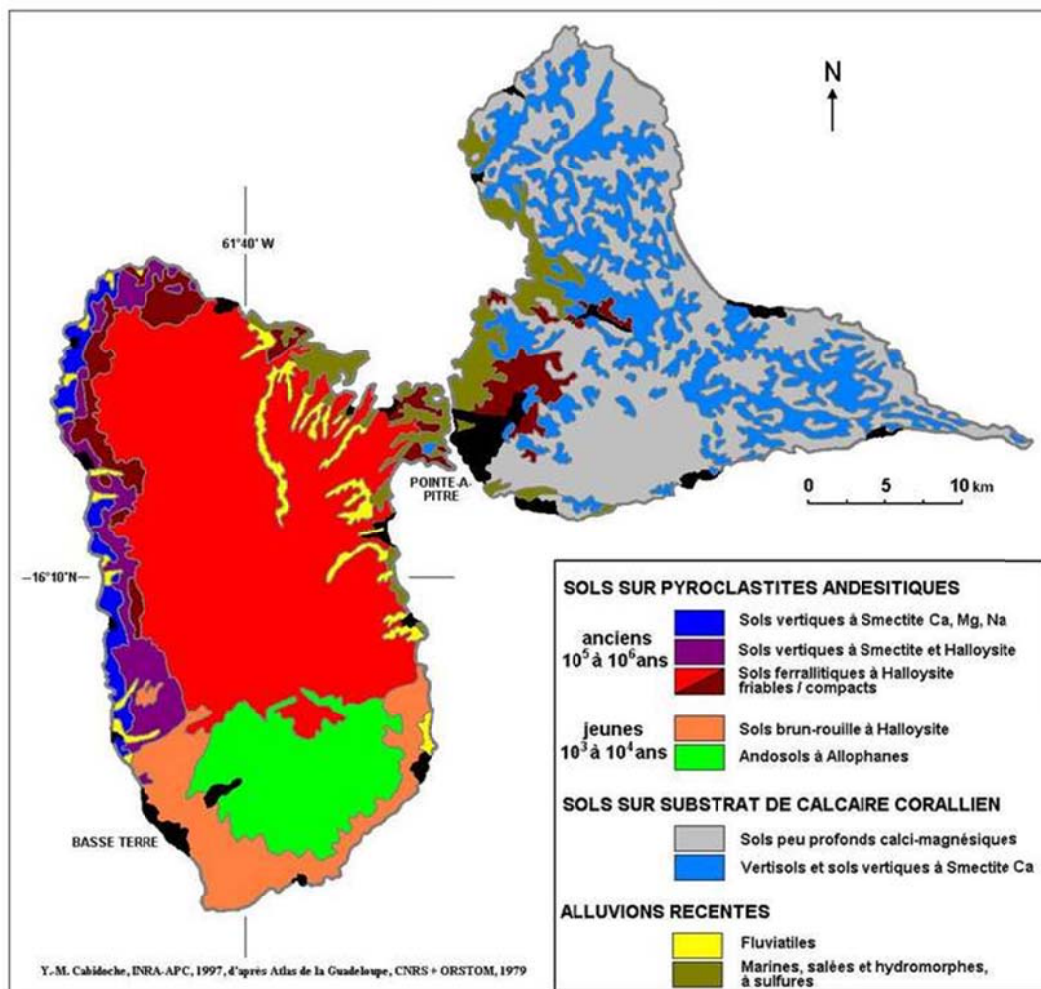 N
61°40' W
POINTE-A-
PITRE
0 5 10 km
16°10'N
BASSE TERRE
SOLS SUR PYROCLASTITES ANDESITIQUES
anciens
10⁵ à 10⁶ ans
Sols vertiques à Smectite Ca, Mg, Na
Sols vertiques à Smectite et Halloysite
Sols ferrallitiques à Halloysite
friables / compacts
jeunes
10³ à 10⁴ ans
Sols brun-rouille à Halloysite
Andosols à Allophanes
SOLS SUR SUBSTRAT DE CALCAIRE CORALLIEN
Sols peu profonds calci-magnésiques
Vertisols et sols vertiques à Smectite Ca
ALLUVIONS RECENTES
Fluviatiles
Marines, salées et hydromorphes,
à sulfures
Y.-M. Cabidoche, INRA-APC, 1997, d'après Atlas de la Guadeloupe, CNRS + ORSTOM, 1979